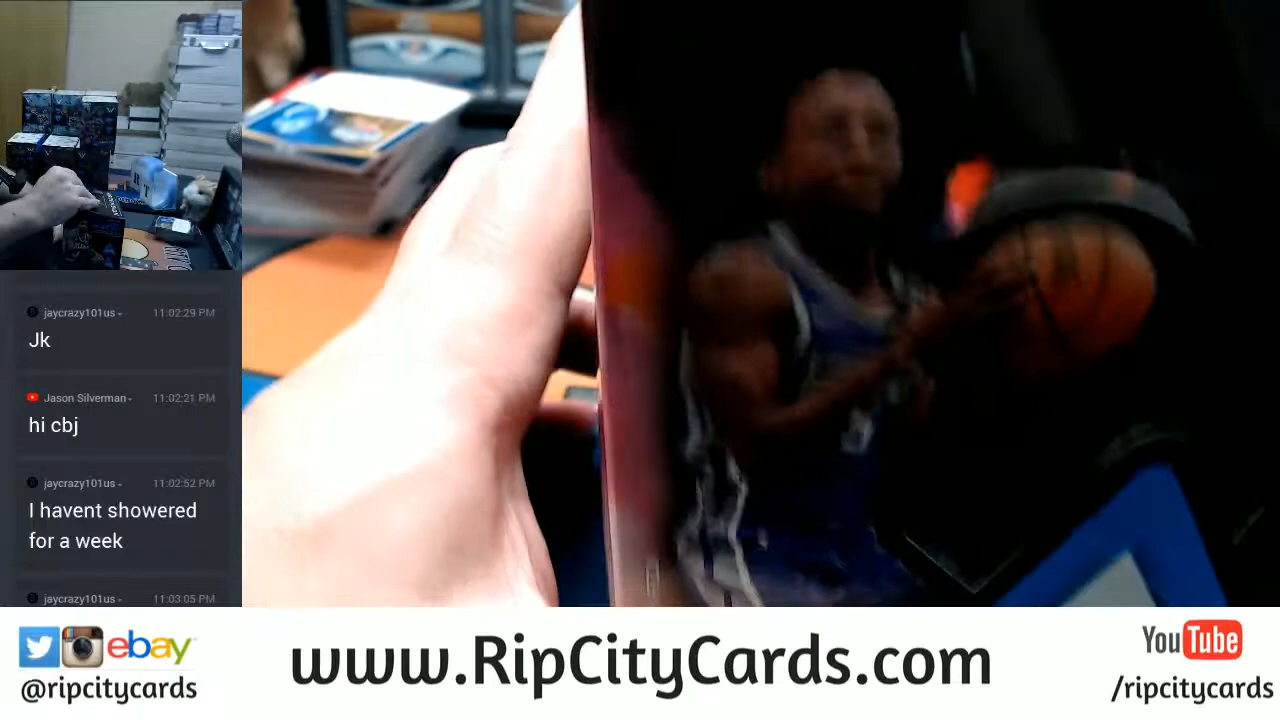 jaycrazy101us 11:02:29 PM
Jk
Jason Silverman 11:02:21 PM
hi cbj
jaycrazy101us 11:02:52 PM
I havent showered
for a week
jaycrazy101us 11:03:05 PM
ebay
@ripcitycards
www.RipCityCards.com
YouTube
/ripcitycards